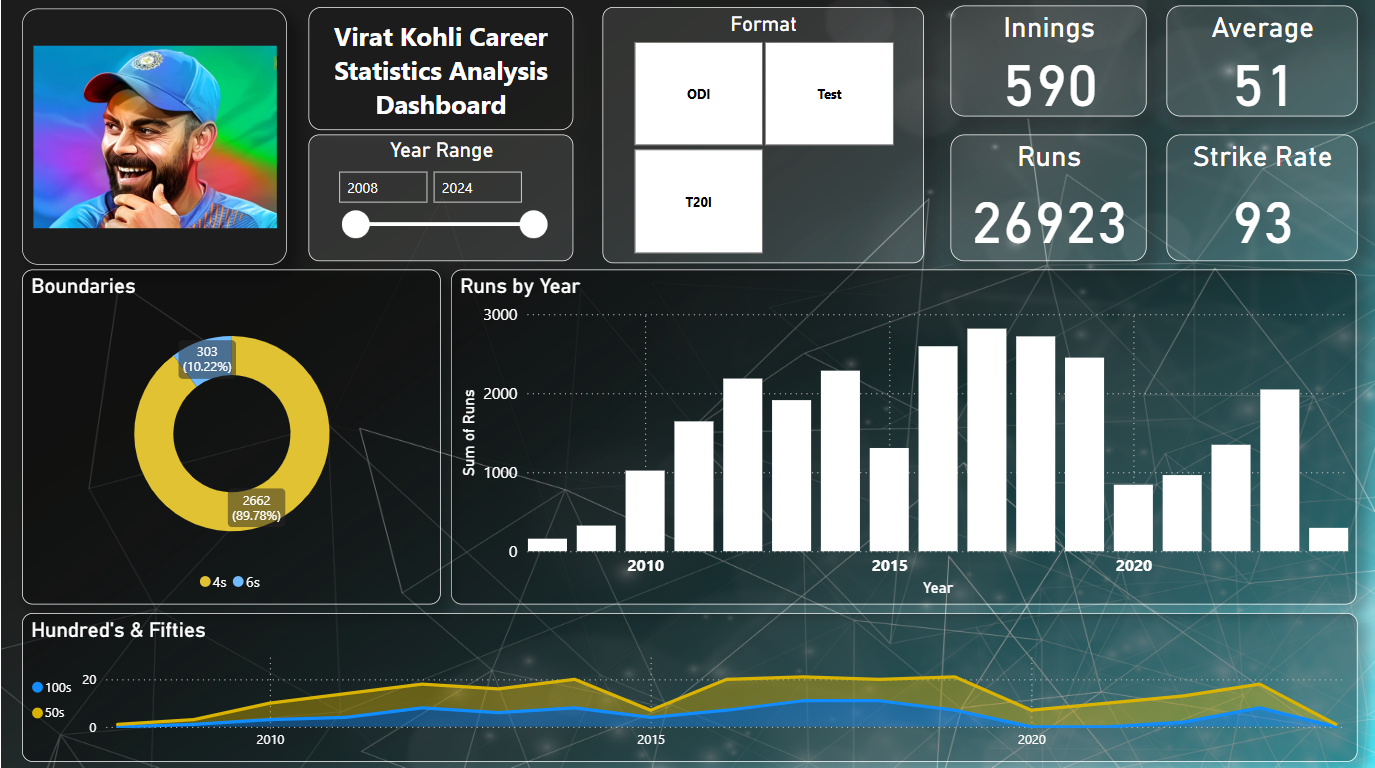 Virat Kohli Career
Statistics Analysis
Dashboard
Year Range
2008
2024
Format
ODI
Test
T20I
Innings
590
Average
51
Runs
26923
Strike Rate
93
Boundaries
303
(10.22%)
2662
(89.78%)
4s
6s
Runs by Year
Sum of Runs
3000
2000
1000
0
2010
2015
2020
Year
Hundred's & Fifties
100s
50s
20
0
2010
2015
2020